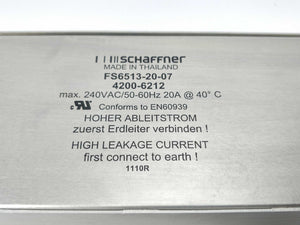 SCHAFFNER
MADE IN THAILAND
FS6513-20-07
4200-6212
max. 240VAC/50-60Hz 20A @ 40° C
Conforms to EN60939
HOHER ABLEITSTROM
zuerst Erdleiter verbinden !
HIGH LEAKAGE CURRENT
first connect to earth !
1110R